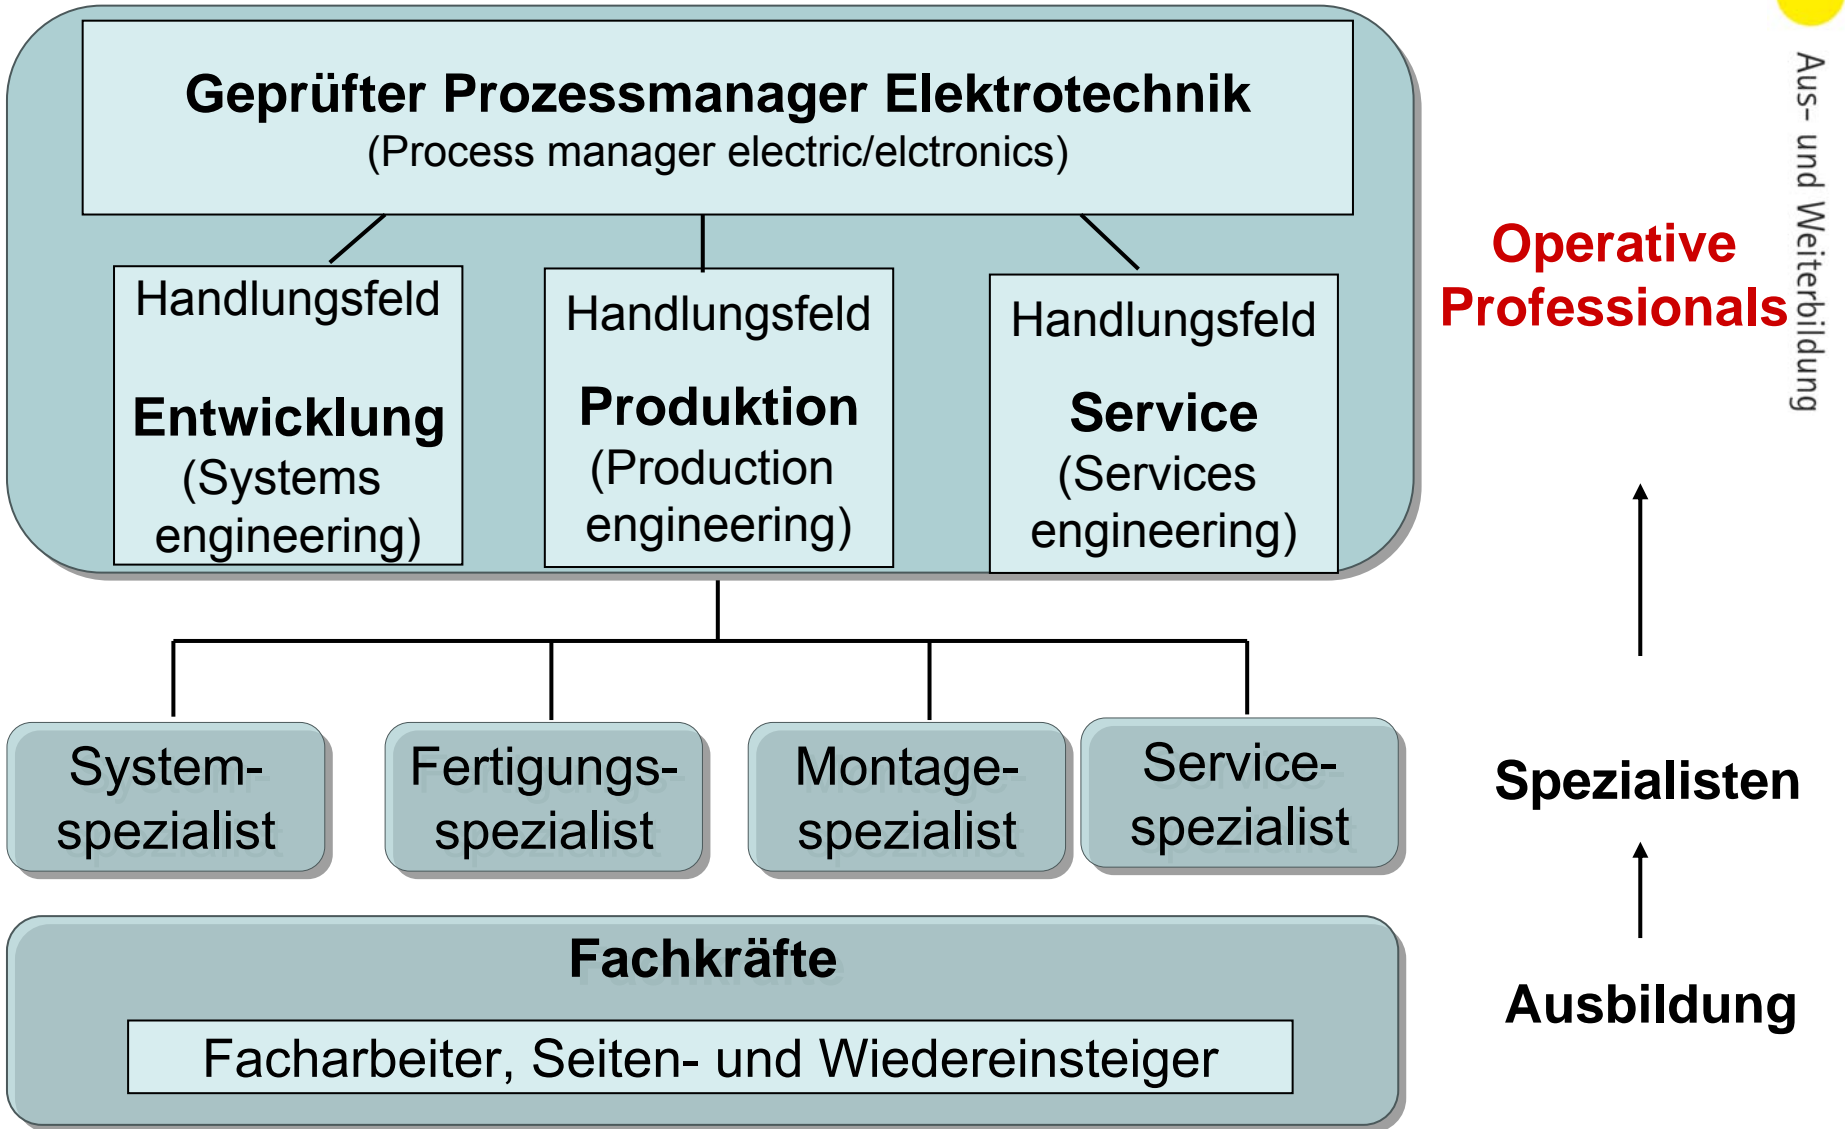 Geprüfter Prozessmanager Elektrotechnik
(Process manager electric/elctronics)
Handlungsfeld
Entwicklung
(Systems
engineering)
Handlungsfeld
Produktion
(Production
engineering)
Handlungsfeld
Service
(Services
engineering)
Operative
Professionals
Aus- und Weiterbildung
System-
spezialist
Fertigungs-
spezialist
Montage-
spezialist
Service-
spezialist
Spezialisten
Fachkräfte
Facharbeiter, Seiten- und Wiedereinsteiger
Ausbildung